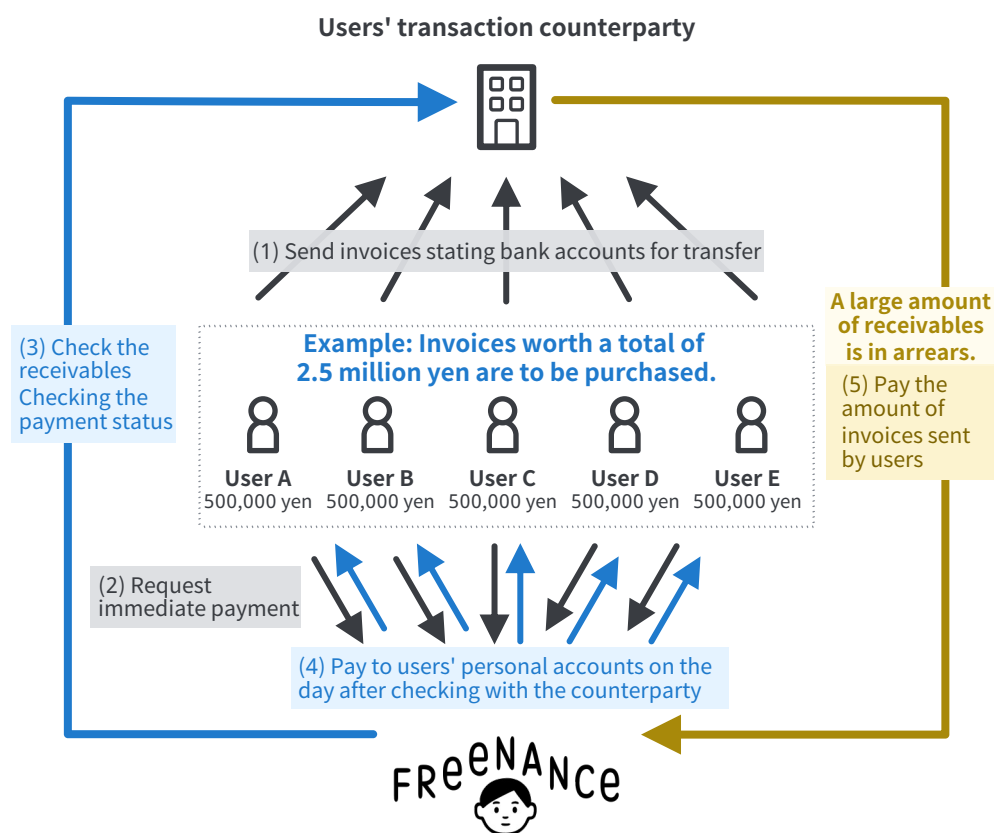 Users' transaction counterparty
(1) Send invoices stating bank accounts for transfer
A large amount
of receivables
is in arrears.
(5) Pay the
amount of
invoices sent
by users
(3) Check the
receivables
Checking the
payment status
Example: Invoices worth a total of
2.5 million yen are to be purchased.
User A
500,000 yen
User B
500,000 yen
User C
500,000 yen
User D
500,000 yen
User E
500,000 yen
(2) Request
immediate payment
(4) Pay to users' personal accounts on the
day after checking with the counterparty
FReeNANCe